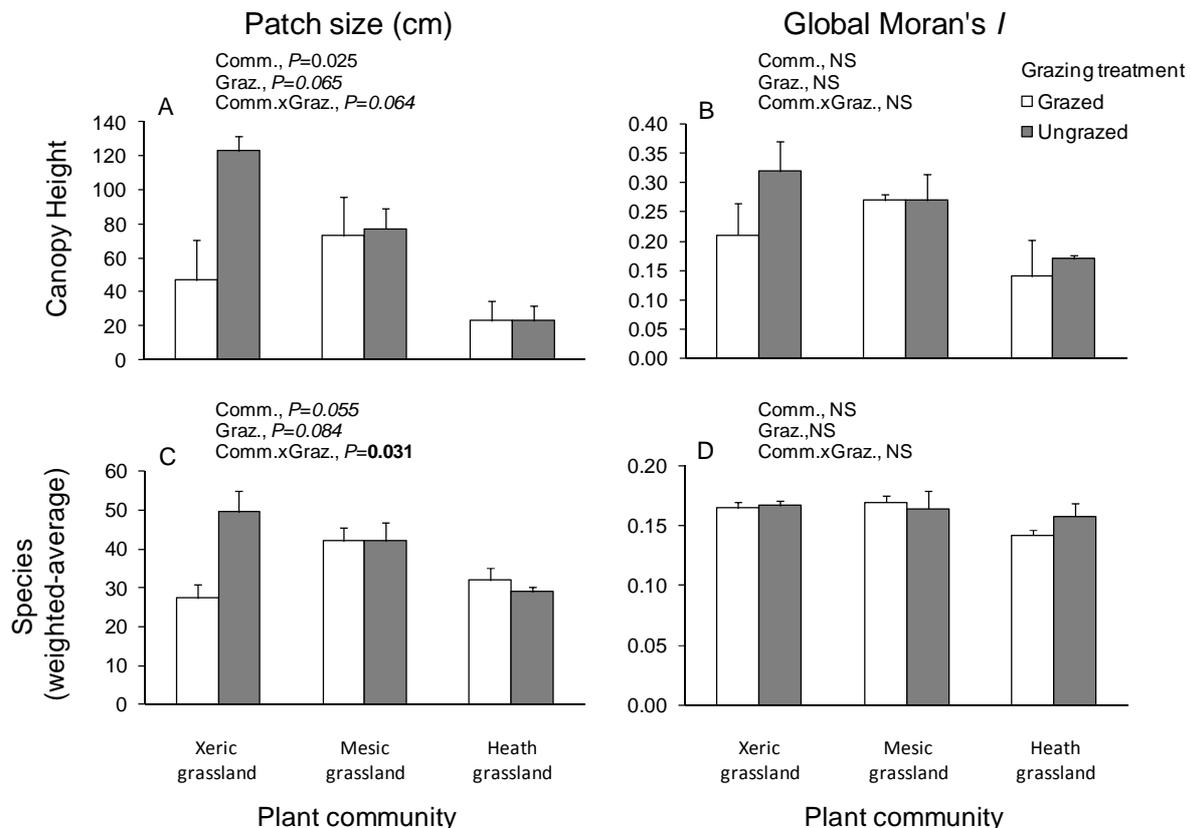 Patch size (cm)
Global Moran's I
Comm., P=0.025
Graz., P=0.065
Comm.xGraz., P=0.064
Comm., NS
Graz., NS
Comm.xGraz., NS
Grazing treatment
Grazed
Ungrazed
A
B
Canopy Height
140
120
100
80
60
40
20
0
0.40
0.35
0.30
0.25
0.20
0.15
0.10
0.05
0.00
Comm., P=0.055
Graz., P=0.084
Comm.xGraz., P=0.031
Comm., NS
Graz.,NS
Comm.xGraz., NS
C
D
Species
(weighted-average)
60
50
40
30
20
10
0
0.20
0.15
0.10
0.05
0.00
Xeric
grassland
Mesic
grassland
Heath
grassland
Xeric
grassland
Mesic
grassland
Heath
grassland
Plant community
Plant community